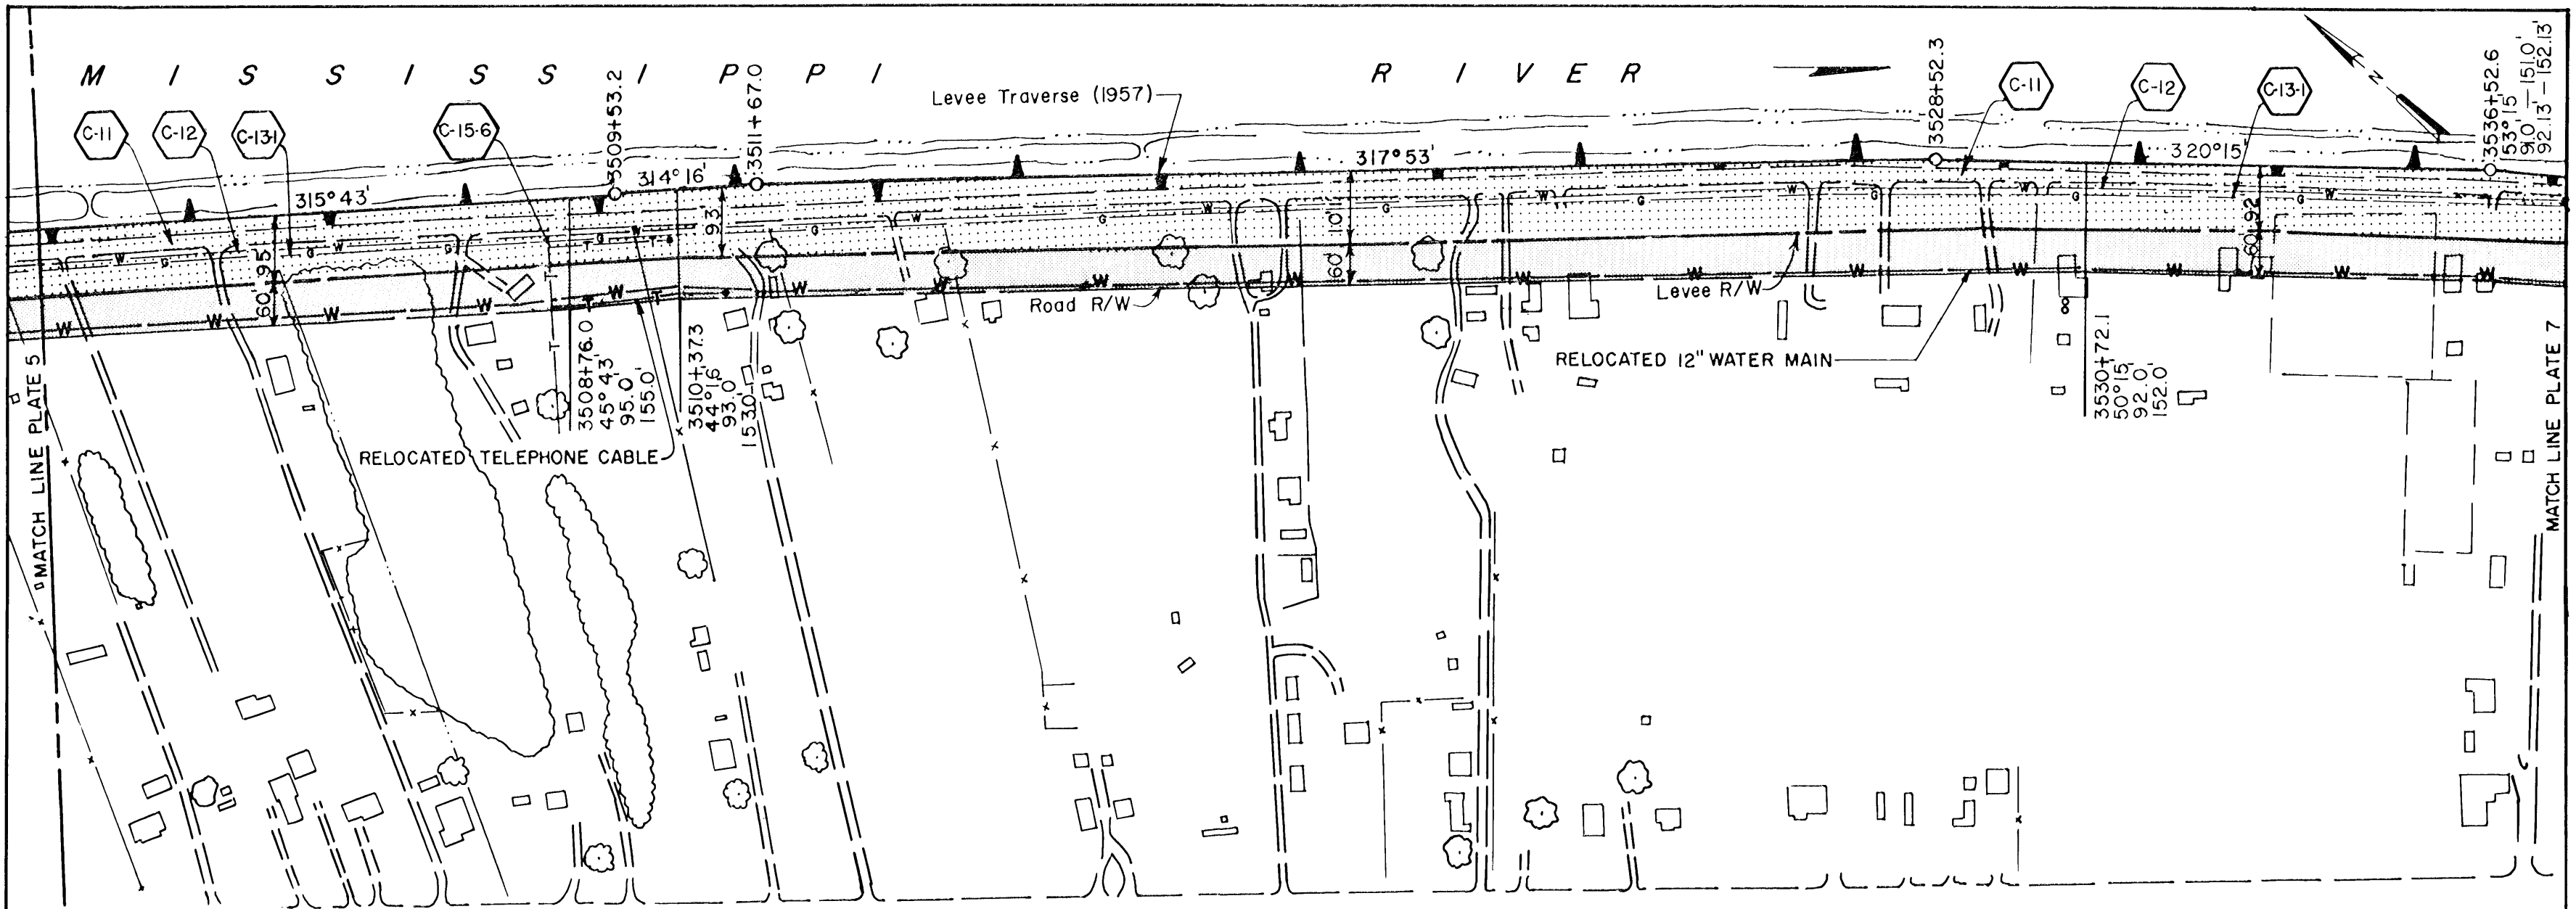 MISSISSIPPI RIVER
C-11
C-12
C-13-1
C-15-6
3509+53.2
3511+67.0
Levee Traverse (1957)
3528+52.3
C-11
C-12
C-13-1
N
3536+52.6
53°15'
91.0'-151.0'
92.13'-152.13'
315°43'
314°16'
317°53'
320°15'
95'
60'
93'
101'
60'
92'
60'
Road R/W
Levee R/W
RELOCATED 12" WATER MAIN
RELOCATED TELEPHONE CABLE
3508+76.0
45°43'
95.0'
155.0'
3510+37.3
44°16'
93.0'
153.0'
3530+72.1
50°15'
92.0'
152.0'
MATCH LINE PLATE 5
MATCH LINE PLATE 7